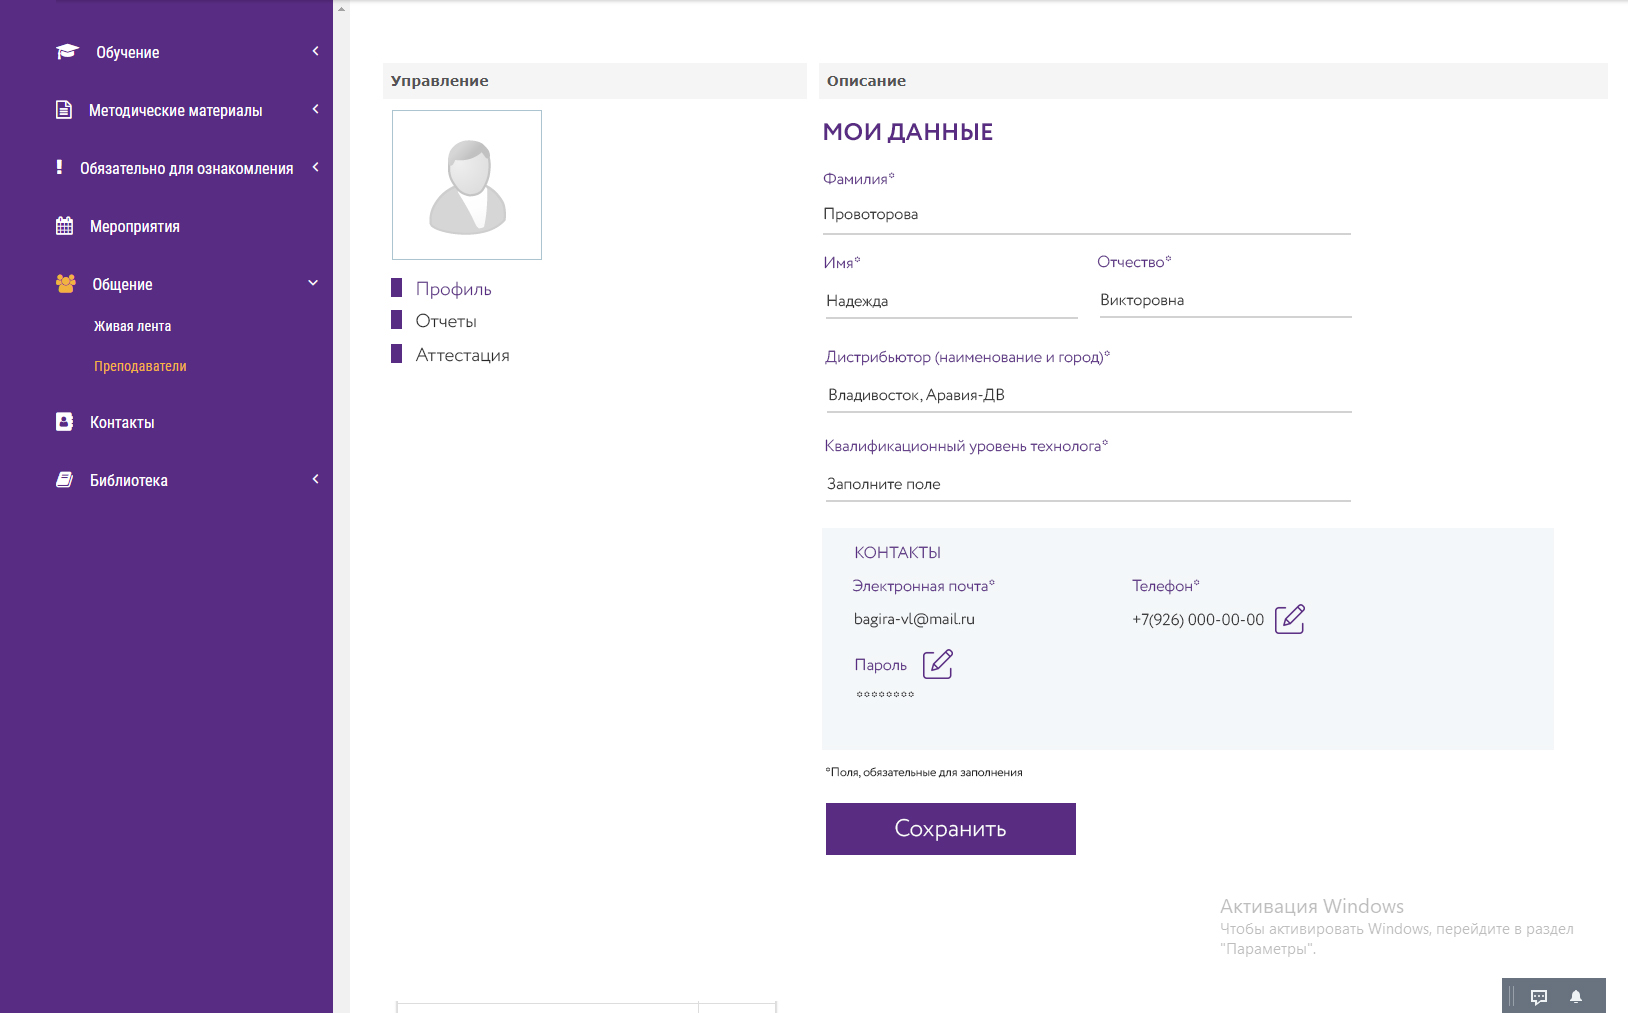 Обучение
Методические материалы
Обязательно для ознакомления
Мероприятия
Общение
Живая лента
Преподаватели
Контакты
Библиотека
Управление
Профиль
Отчеты
Аттестация
Описание
МОИ ДАННЫЕ
Фамилия*
Провоторова
Имя* Отчество*
Надежда Викторовна
Дистрибьютор (наименование и город)*
Владивосток, Аравия-ДВ
Квалификационный уровень технолога*
Заполните поле
КОНТАКТЫ
Электронная почта* Телефон*
bagira-vl@mail.ru +7(926) 000-00-00
Пароль
********
*Поля, обязательные для заполнения
Сохранить
Активация Windows
Чтобы активировать Windows, перейдите в раздел
"Параметры".